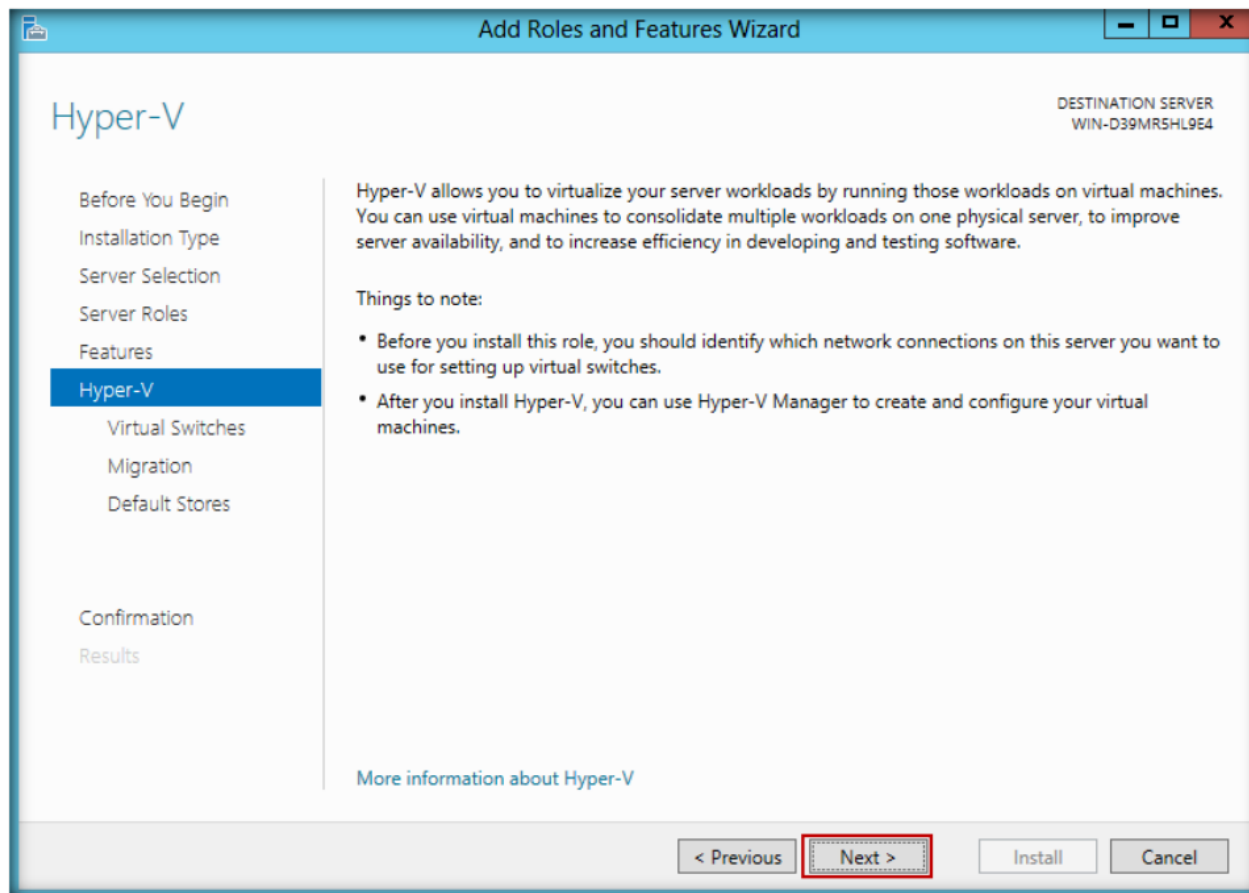 Add Roles and Features Wizard
Hyper-V
DESTINATION SERVER
WIN-D39MR5HL9E4
Before You Begin
Installation Type
Server Selection
Server Roles
Features
Hyper-V
Virtual Switches
Migration
Default Stores
Confirmation
Results
Hyper-V allows you to virtualize your server workloads by running those workloads on virtual machines.
You can use virtual machines to consolidate multiple workloads on one physical server, to improve
server availability, and to increase efficiency in developing and testing software.
Things to note:
• Before you install this role, you should identify which network connections on this server you want to
use for setting up virtual switches.
• After you install Hyper-V, you can use Hyper-V Manager to create and configure your virtual
machines.
More information about Hyper-V
< Previous
Next >
Install
Cancel